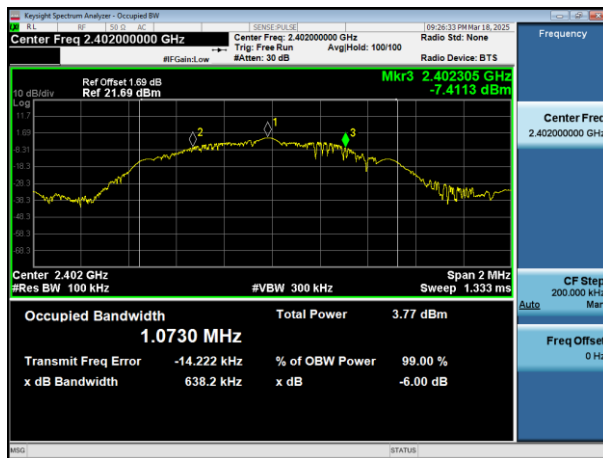 Keysight Spectrum Analyzer - Occupied BW
RL RF 50 Ω AC SENSE:PULSE 09:26:33 PM Mar 18, 2025
Center Freq 2.402000000 GHz Center Freq: 2.402000000 GHz Radio Std: None
Trig: Free Run Avg|Hold: 100/100
#IFGain:Low #Atten: 30 dB Radio Device: BTS
Frequency
Ref Offset 1.69 dB Mkr3 2.402305 GHz
10 dB/div Ref 21.69 dBm -7.4113 dBm
Log
11.7
1.69
-8.31
-18.3
-28.3
-38.3
-48.3
-58.3
-68.3
2
1
3
Center 2.402 GHz Span 2 MHz
#Res BW 100 kHz #VBW 300 kHz Sweep 1.333 ms
Occupied Bandwidth Total Power 3.77 dBm
1.0730 MHz
Transmit Freq Error -14.222 kHz % of OBW Power 99.00 %
x dB Bandwidth 638.2 kHz x dB -6.00 dB
Center Freq
2.402000000 GHz
CF Step
200.000 kHz
Auto Man
Freq Offset
0 Hz
MSG STATUS